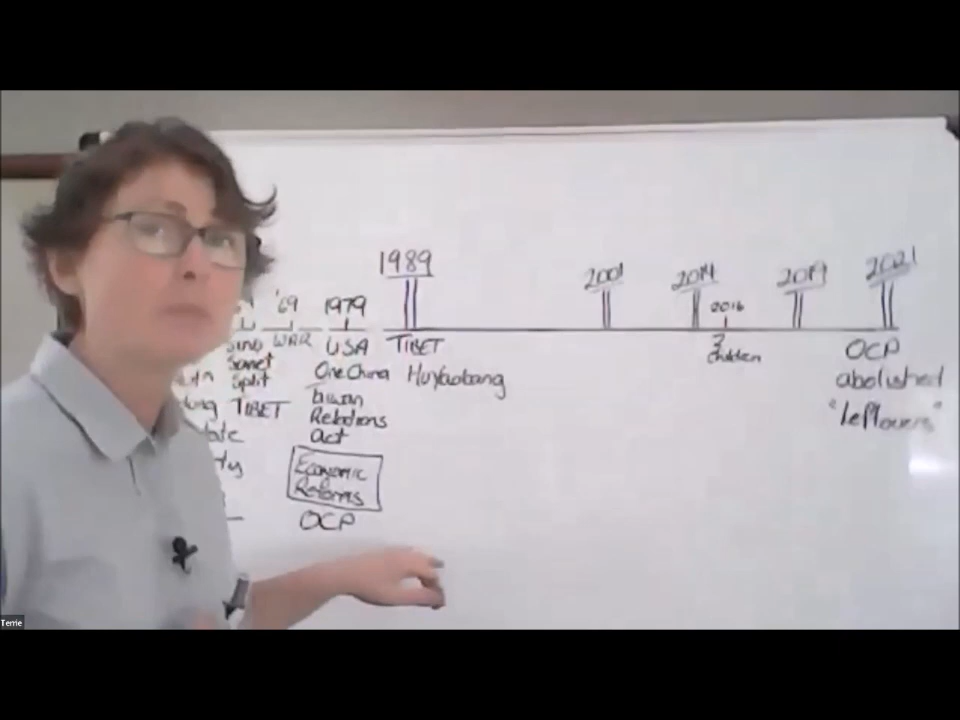 1989
2001
2014
2019
2021
'69
1979
2016
WAR
USA
TIBET
2
children
OCP
Sino
Soviet
Split
TIBET
One China
Taiwan
Relations
Act
Hu Yaobang
abolished
"leftovers"
Economic
Reforms
OCP
Terrie